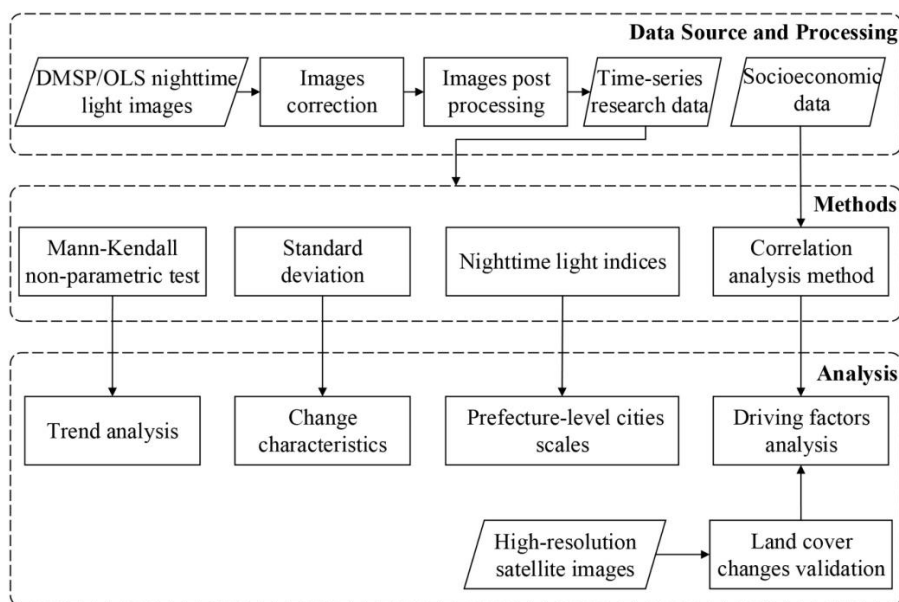 Data Source and Processing
DMSP/OLS nighttime
light images
Images
correction
Images post
processing
Time-series
research data
Socioeconomic
data
Methods
Mann-Kendall
non-parametric test
Standard
deviation
Nighttime light indices
Correlation
analysis method
Analysis
Trend analysis
Change
characteristics
Prefecture-level cities
scales
Driving factors
analysis
High-resolution
satellite images
Land cover
changes validation